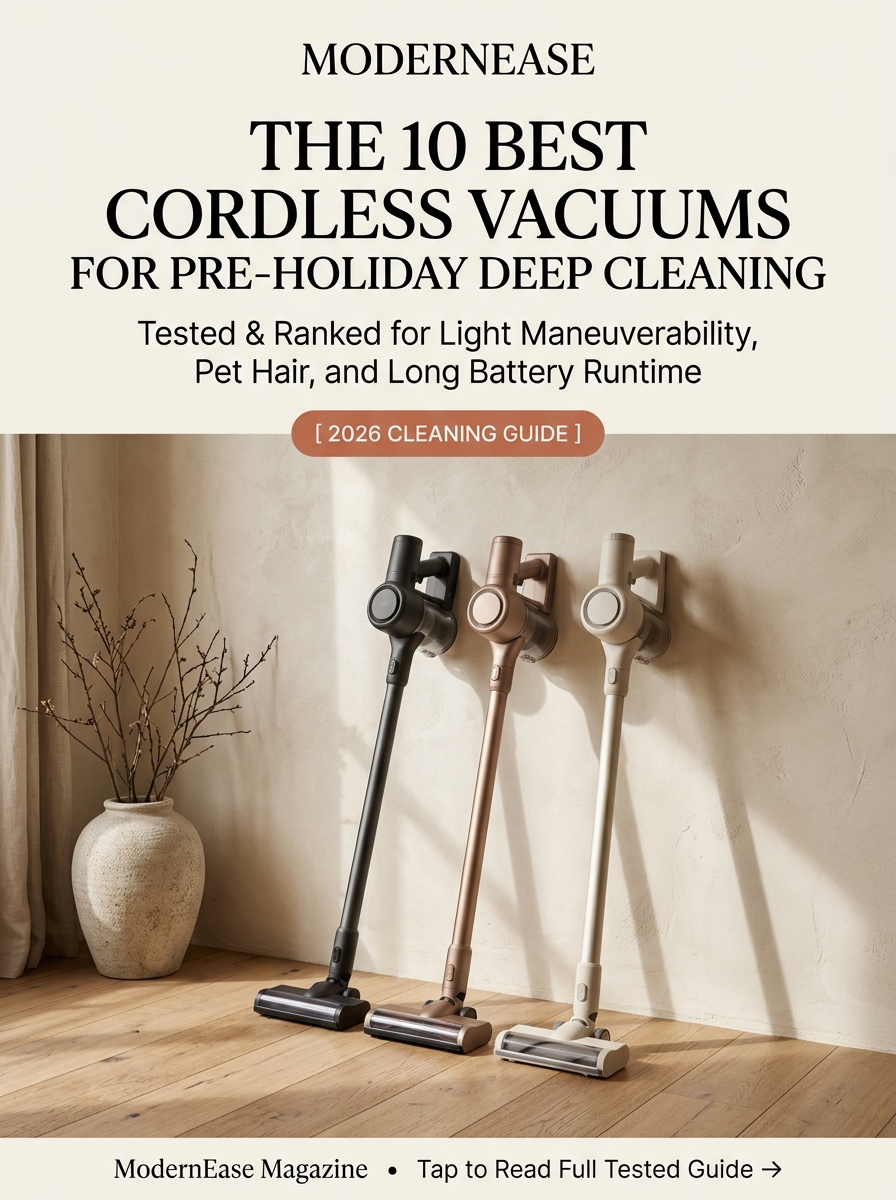 MODERNEASE
THE 10 BEST
CORDLESS VACUUMS
FOR PRE-HOLIDAY DEEP CLEANING
Tested & Ranked for Light Maneuverability,
Pet Hair, and Long Battery Runtime
[ 2026 CLEANING GUIDE ]
ModernEase Magazine • Tap to Read Full Tested Guide →